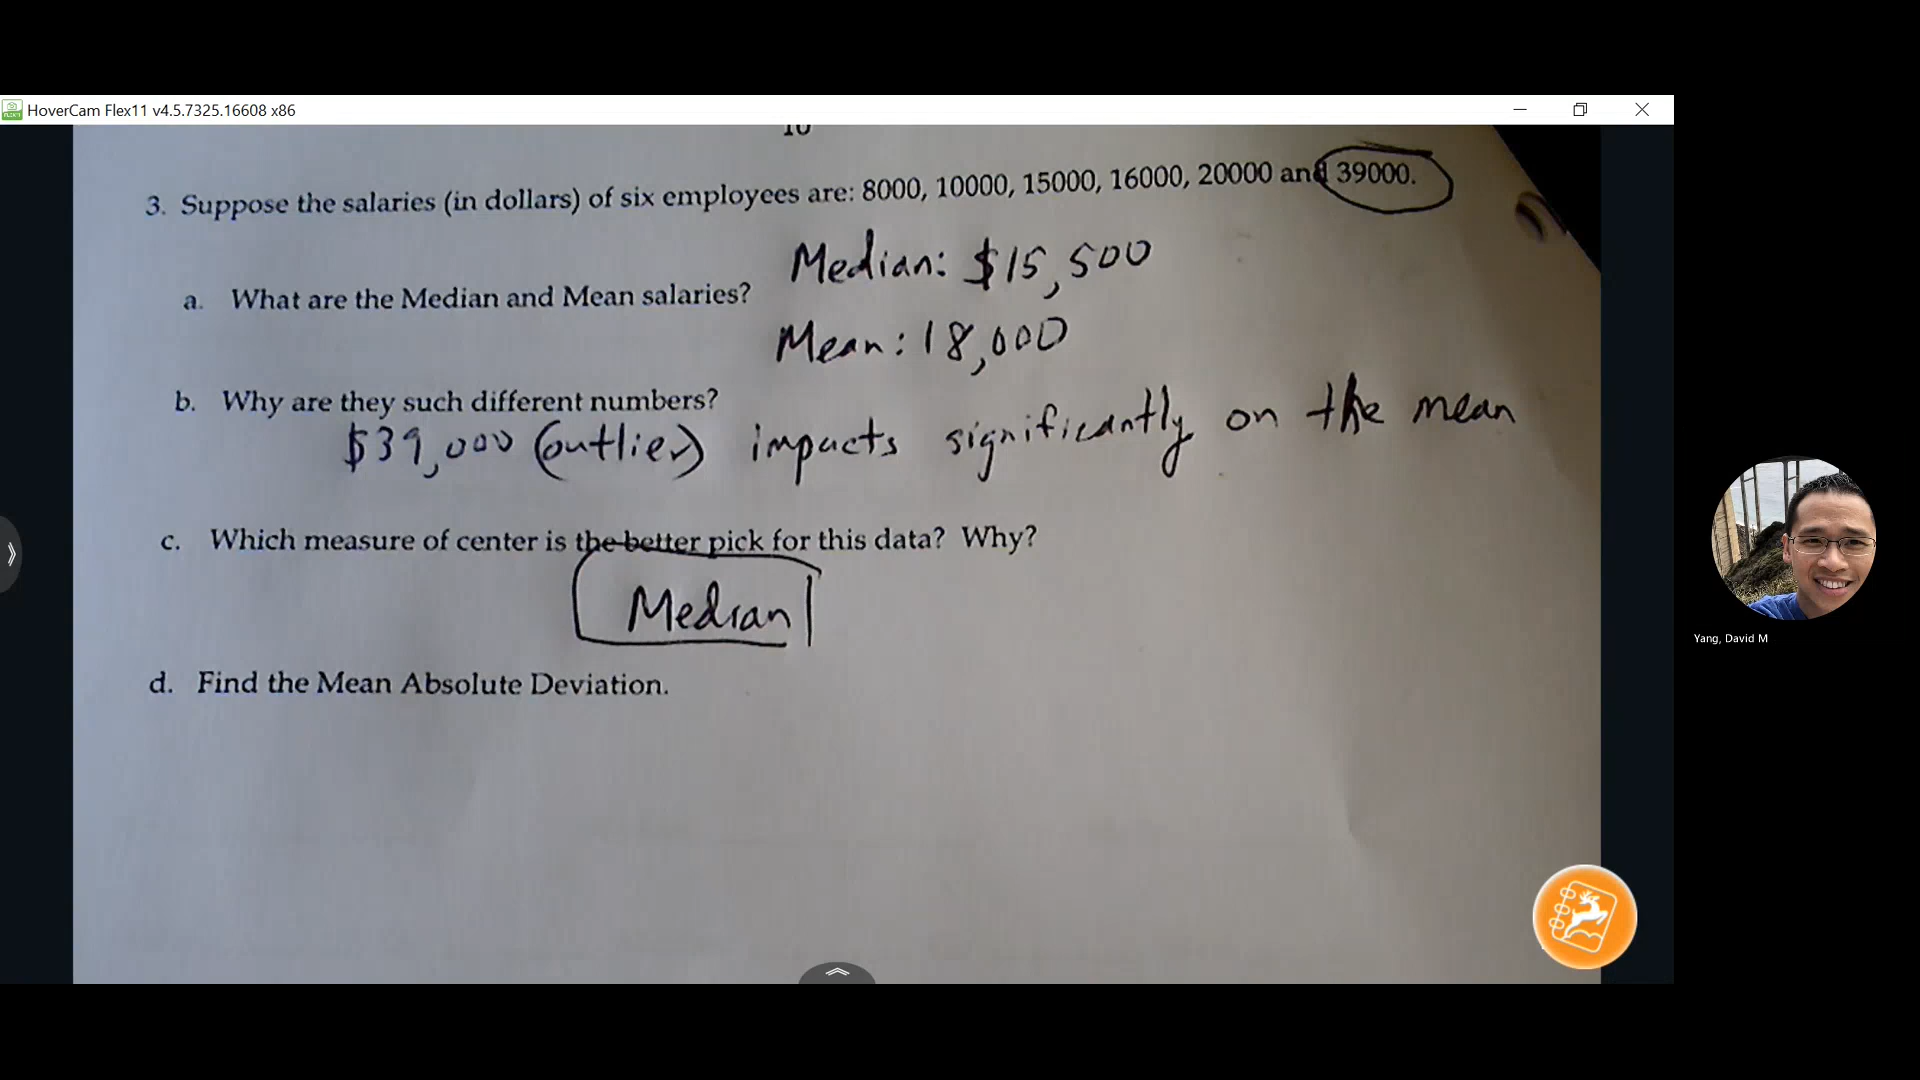 HoverCam Flex11 v4.5.7325.16608 x86
10
3. Suppose the salaries (in dollars) of six employees are: 8000, 10000, 15000, 16000, 20000 and 39000.
Median: $15,500
a. What are the Median and Mean salaries?
Mean: 18,000
b. Why are they such different numbers?
$39,000 (outlier) impacts significantly on the mean
c. Which measure of center is the better pick for this data? Why?
Median
d. Find the Mean Absolute Deviation.
Yang, David M